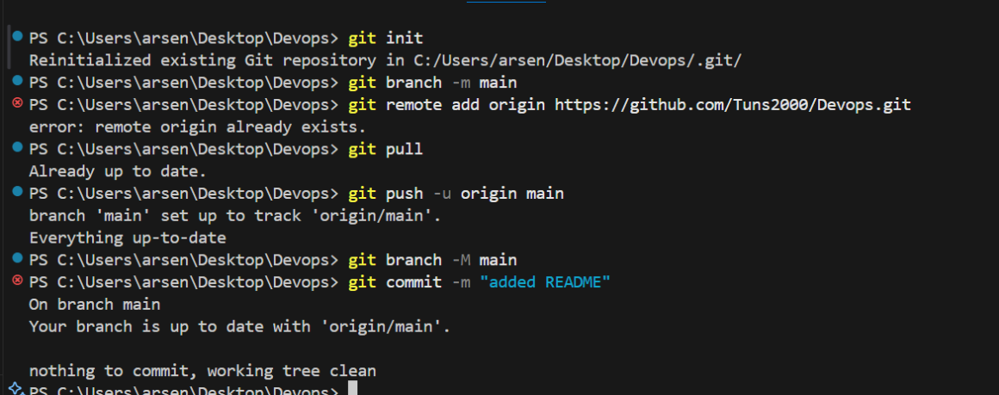 PS C:\Users\arsen\Desktop\Devops> git init
Reinitialized existing Git repository in C:/Users/arsen/Desktop/Devops/.git/
PS C:\Users\arsen\Desktop\Devops> git branch -m main
PS C:\Users\arsen\Desktop\Devops> git remote add origin https://github.com/Tuns2000/Devops.git
error: remote origin already exists.
PS C:\Users\arsen\Desktop\Devops> git pull
Already up to date.
PS C:\Users\arsen\Desktop\Devops> git push -u origin main
branch 'main' set up to track 'origin/main'.
Everything up-to-date
PS C:\Users\arsen\Desktop\Devops> git branch -M main
PS C:\Users\arsen\Desktop\Devops> git commit -m "added README"
On branch main
Your branch is up to date with 'origin/main'.
nothing to commit, working tree clean
PS C:\Users\arsen\Desktop\Devops>